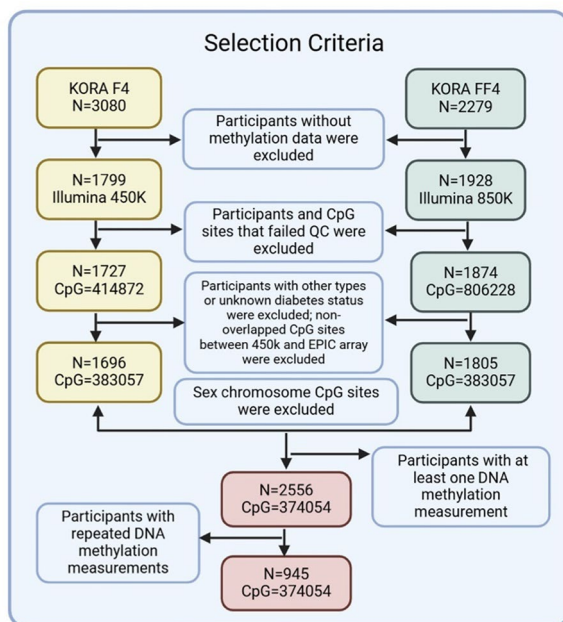 Selection Criteria
KORA F4
N=3080
KORA FF4
N=2279
Participants without
methylation data were
excluded
N=1799
Illumina 450K
N=1928
Illumina 850K
Participants and CpG
sites that failed QC were
excluded
N=1727
CpG=414872
N=1874
CpG=806228
Participants with other types
or unknown diabetes status
were excluded; non-
overlapped CpG sites
between 450k and EPIC array
were excluded
N=1696
CpG=383057
N=1805
CpG=383057
Sex chromosome CpG sites
were excluded
Participants with at
least one DNA
methylation
measurement
N=2556
CpG=374054
Participants with
repeated DNA
methylation
measurements
N=945
CpG=374054